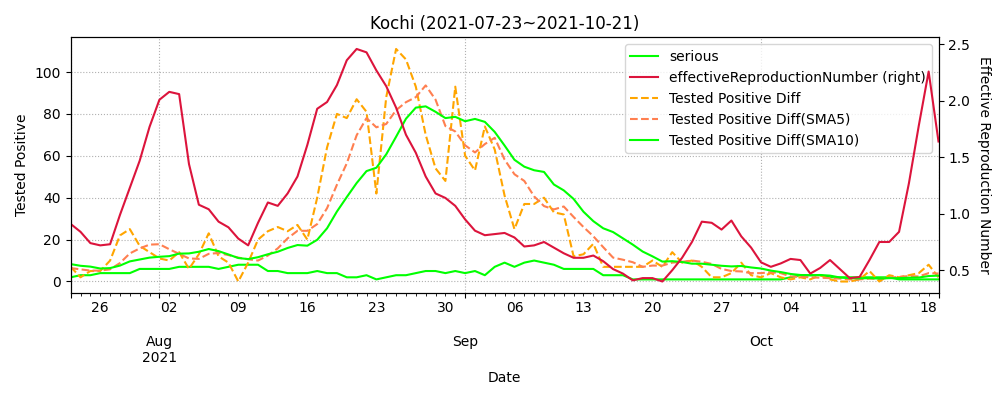 Kochi (2021-07-23~2021-10-21)
serious
effectiveReproductionNumber (right)
Tested Positive Diff
Tested Positive Diff(SMA5)
Tested Positive Diff(SMA10)
Tested Positive
100
80
60
40
20
0
Effective Reproduction Number
2.5
2.0
1.5
1.0
0.5
26 02 09 16 23 30 06 13 20 27 04 11 18
Aug Sep Oct
2021
Date